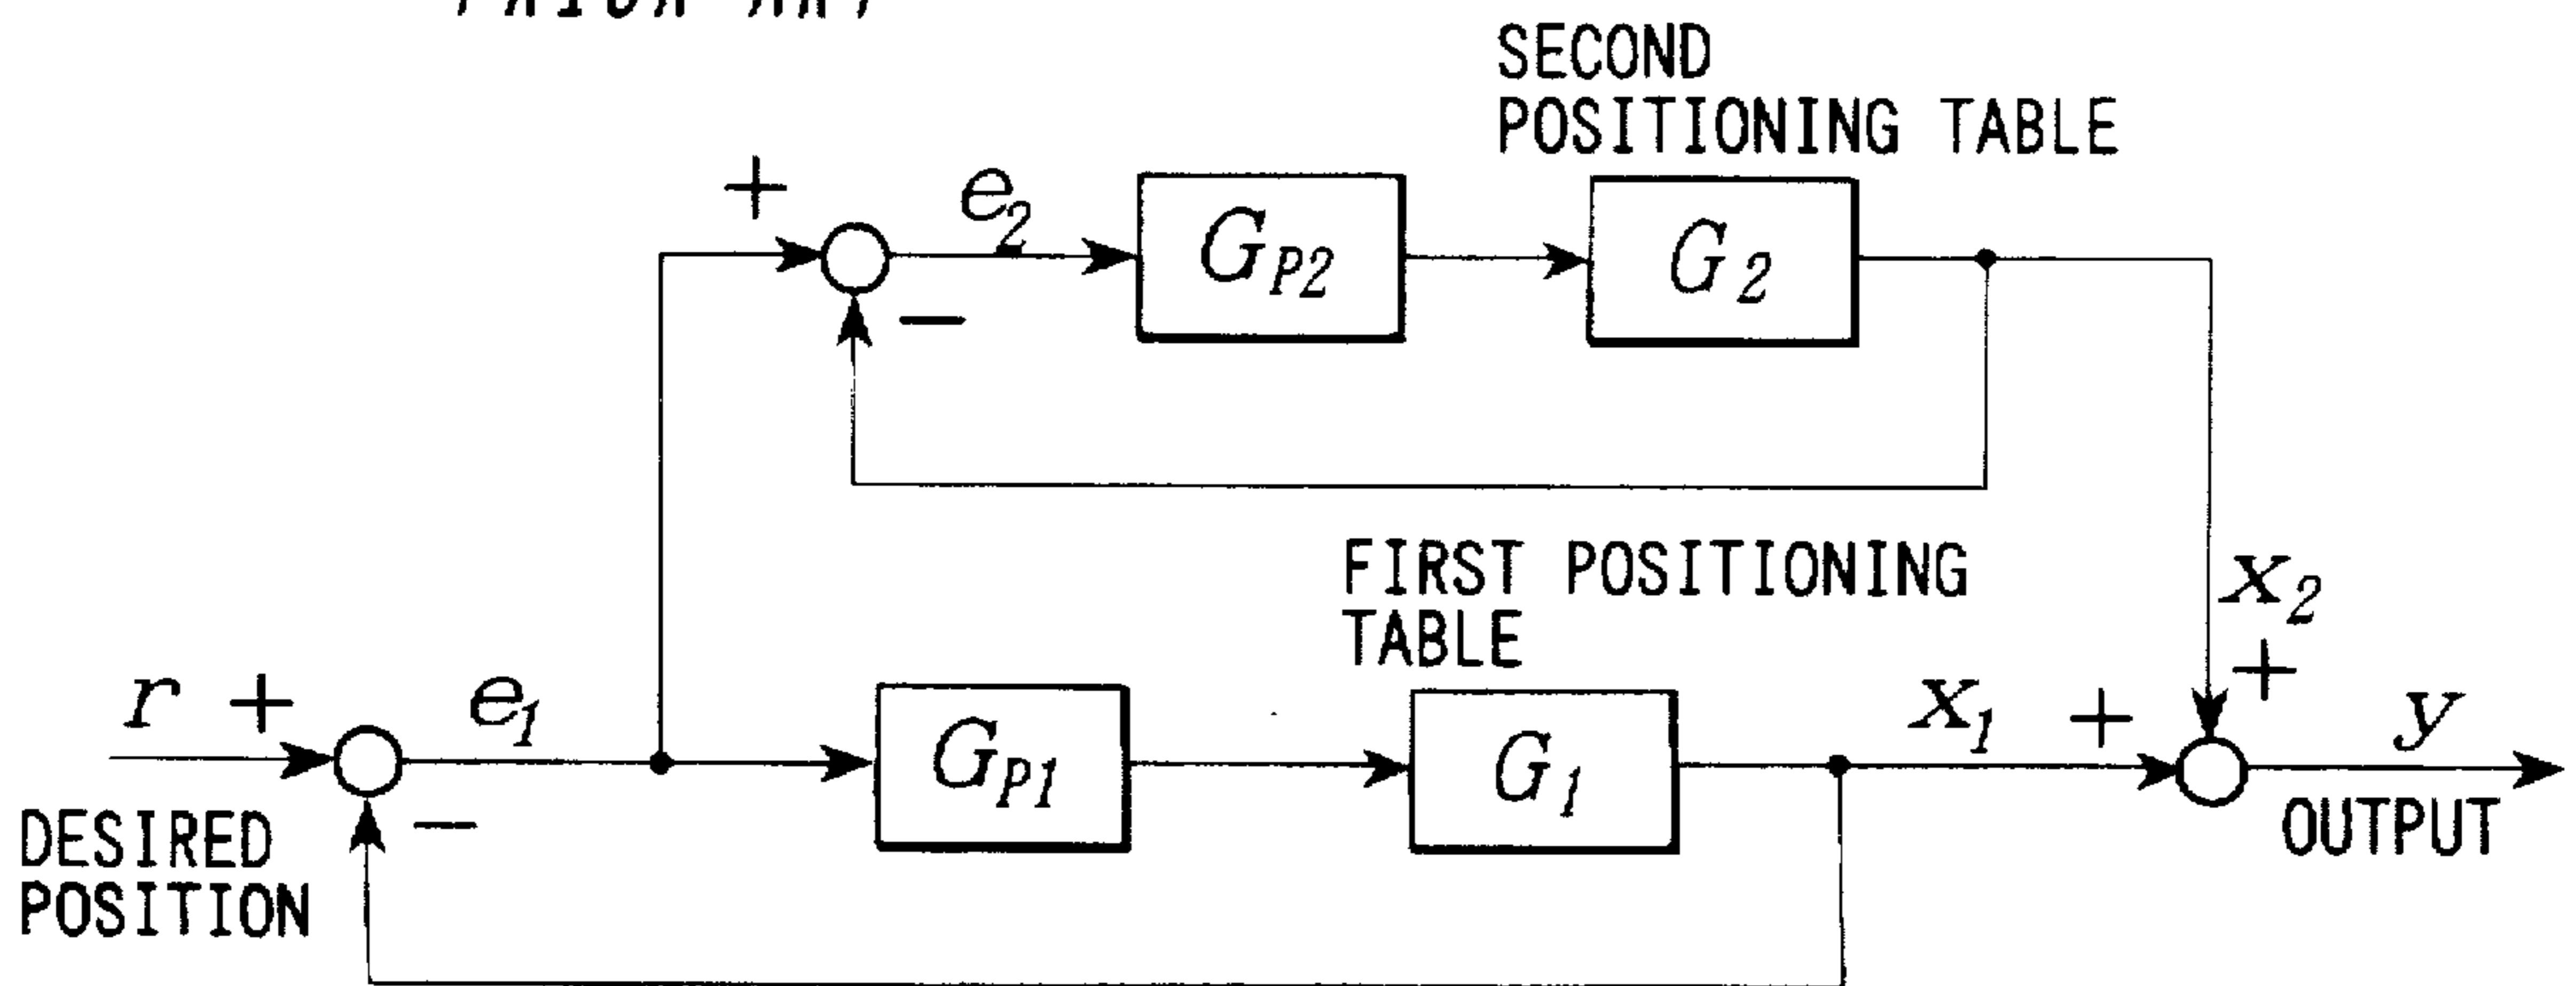 SECOND
POSITIONING TABLE
+
e2
GP2
G2
−
FIRST POSITIONING
TABLE
x2
+
r
+
e1
GP1
G1
x1
+
y
−
DESIRED
POSITION
OUTPUT